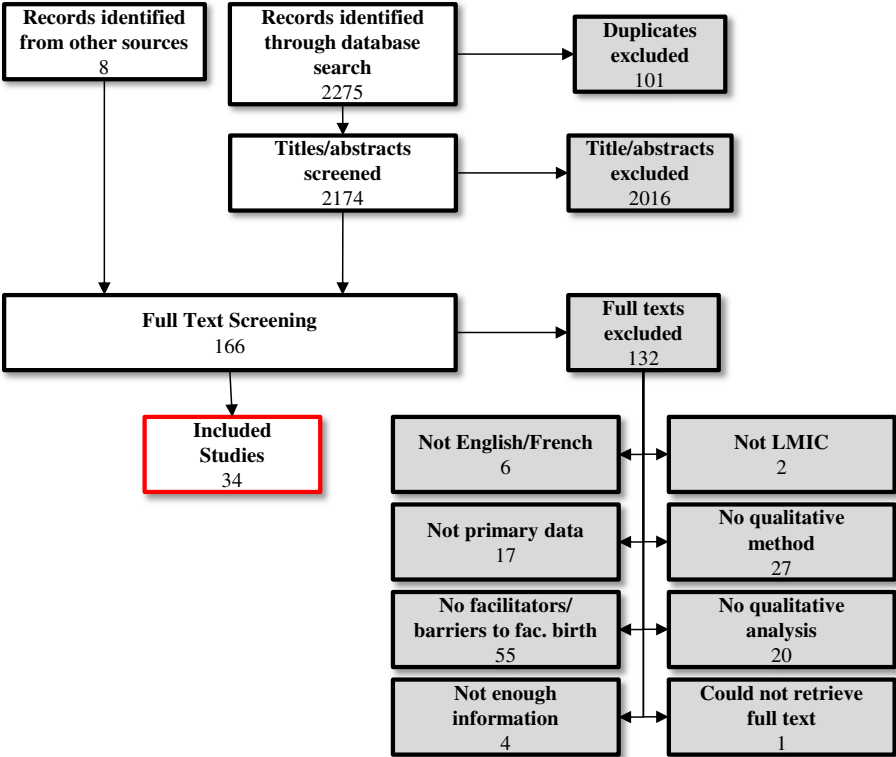 Records identified
from other sources
8
Records identified
through database
search
2275
Duplicates
excluded
101
Titles/abstracts
screened
2174
Title/abstracts
excluded
2016
Full Text Screening
166
Full texts
excluded
132
Included
Studies
34
Not English/French
6
Not LMIC
2
Not primary data
17
No qualitative
method
27
No facilitators/
barriers to fac. birth
55
No qualitative
analysis
20
Not enough
information
4
Could not retrieve
full text
1